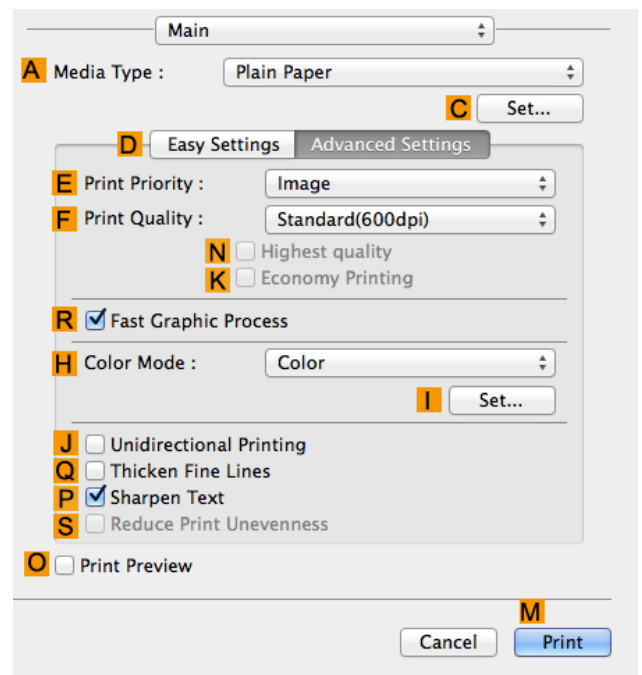 Main
A Media Type : Plain Paper
C Set...
D Easy Settings Advanced Settings
E Print Priority : Image
F Print Quality : Standard(600dpi)
N Highest quality
K Economy Printing
R Fast Graphic Process
H Color Mode : Color
I Set...
J Unidirectional Printing
Q Thicken Fine Lines
P Sharpen Text
S Reduce Print Unevenness
O Print Preview
M
Cancel Print